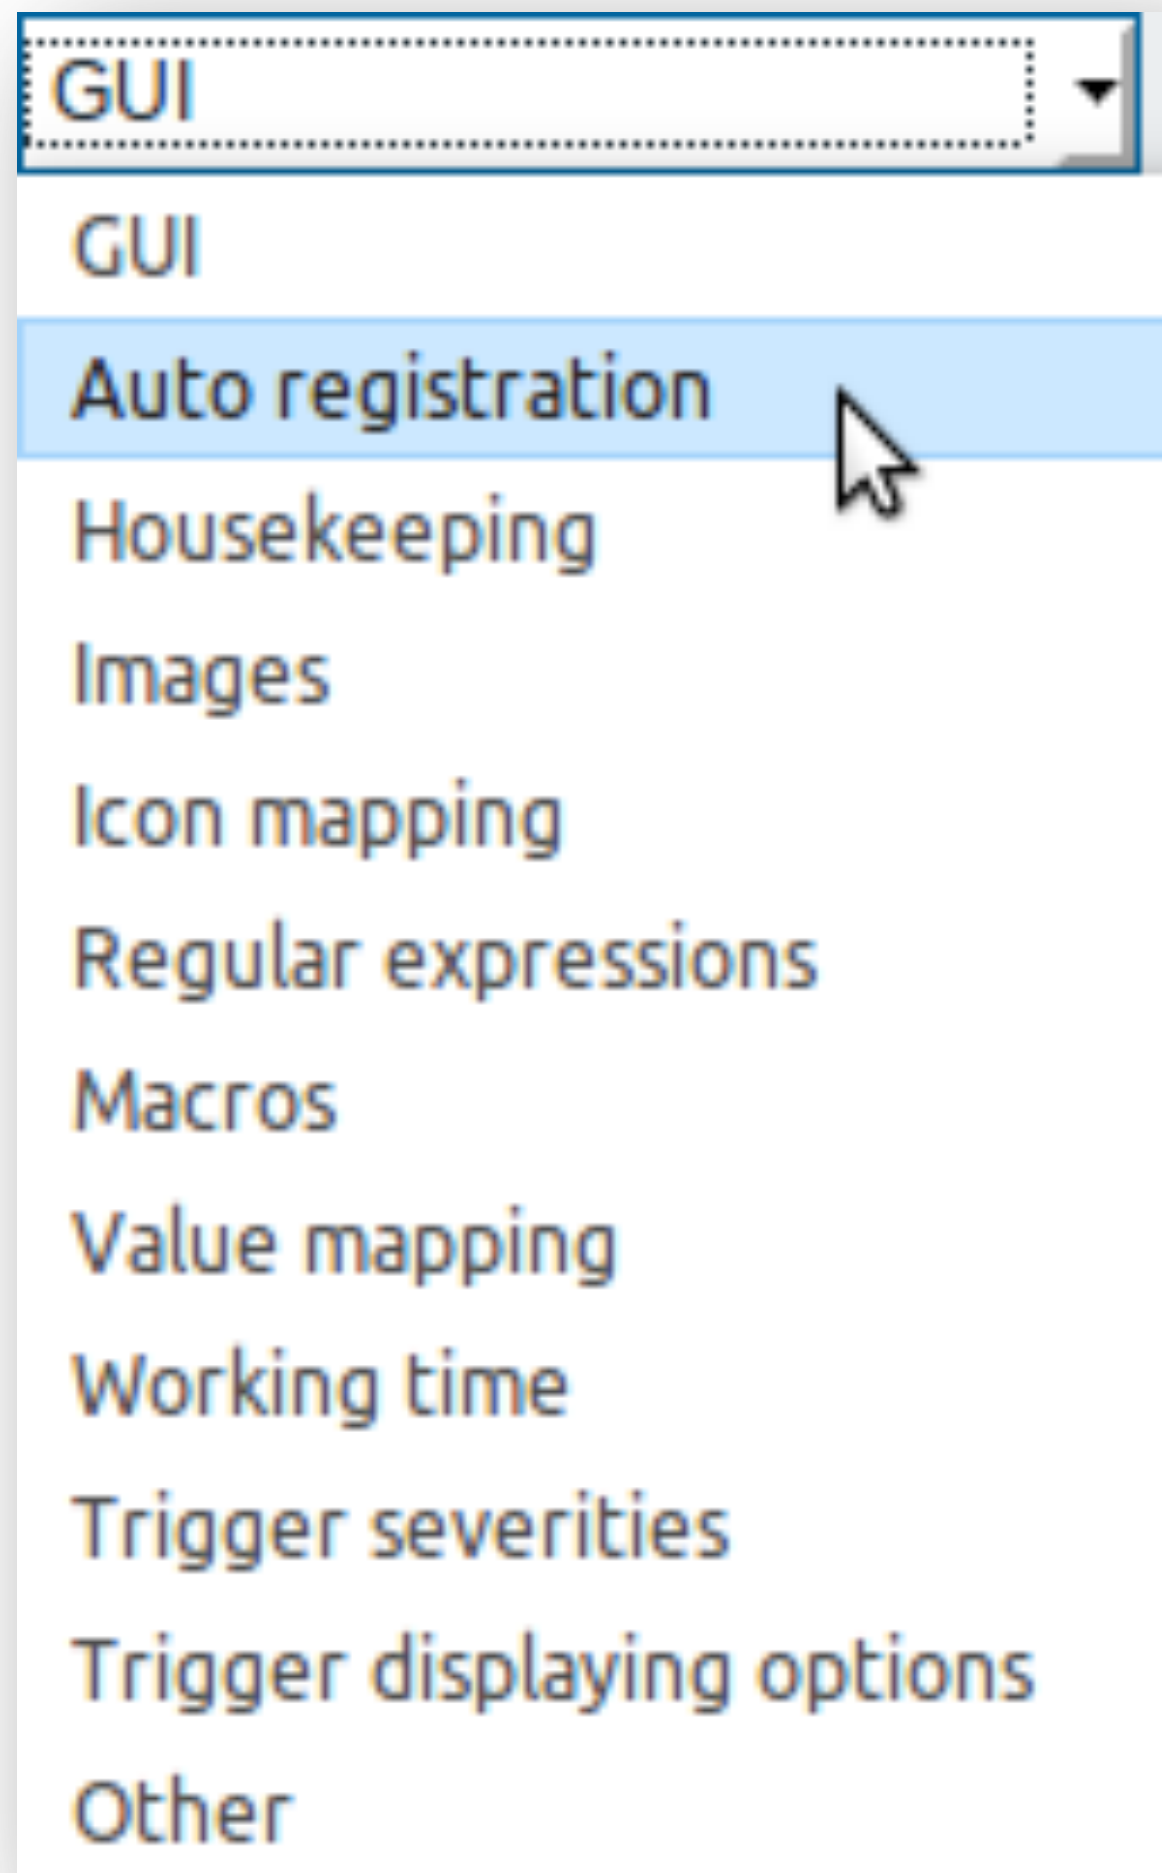 GUI
GUI
Auto registration
Housekeeping
Images
Icon mapping
Regular expressions
Macros
Value mapping
Working time
Trigger severities
Trigger displaying options
Other